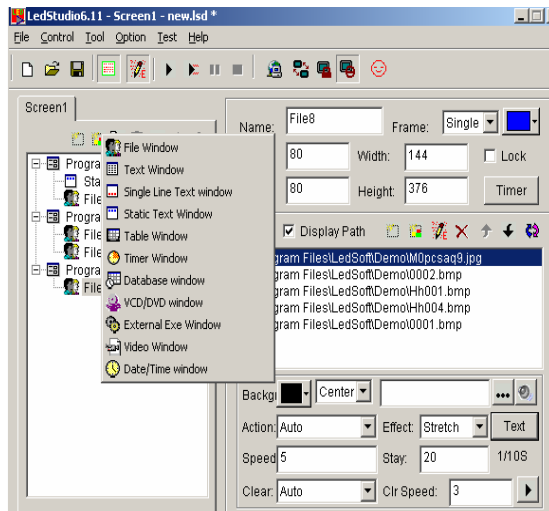 LedStudio6.11 - Screen1 - new.lsd *
File Control Tool Option Test Help
Screen1
Progra
Sta
File
Progra
File
File
Progra
File
File Window
Text Window
Single Line Text window
Static Text Window
Table Window
Timer Window
Database window
VCD/DVD window
External Exe Window
Video Window
Date/Time window
Name: File8 Frame: Single
80 Width: 144 Lock
80 Height: 376 Timer
Display Path
gram Files\LedSoft\Demo\M0pcsaq9.jpg
gram Files\LedSoft\Demo\0002.bmp
gram Files\LedSoft\Demo\Hh001.bmp
gram Files\LedSoft\Demo\Hh004.bmp
gram Files\LedSoft\Demo\0001.bmp
Backgr Center
Action: Auto Effect: Stretch Text
Speed 5 Stay: 20 1/10S
Clear: Auto Clr Speed: 3